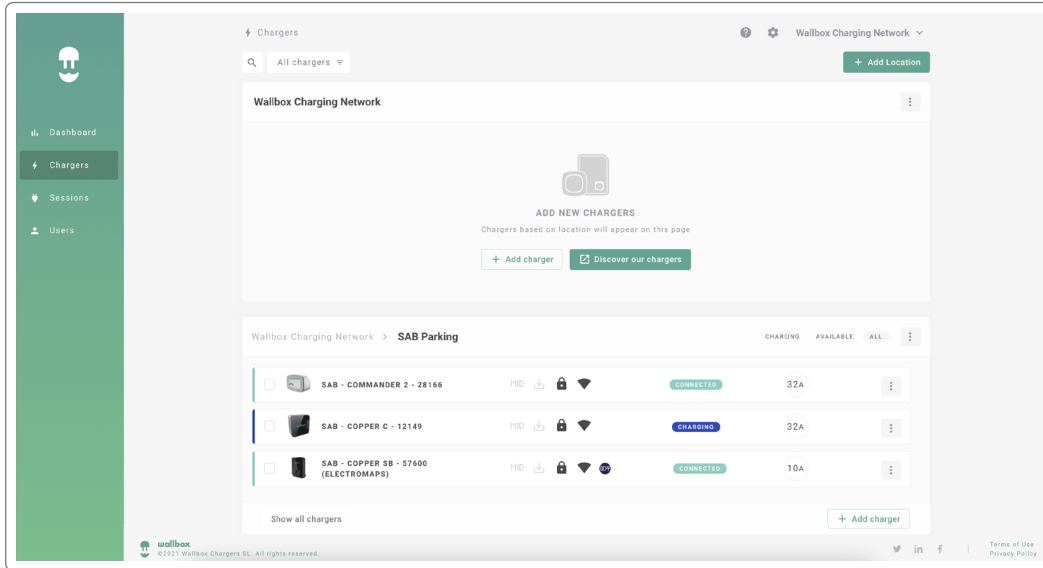 Chargers
Wallbox Charging Network
All chargers
+ Add Location
Wallbox Charging Network
Dashboard
Chargers
Sessions
Users
ADD NEW CHARGERS
Chargers based on location will appear on this page
+ Add charger
Discover our chargers
Wallbox Charging Network > SAB Parking
CHARGING AVAILABLE ALL
SAB - COMMANDER 2 - 28166 MID CONNECTED 32A
SAB - COPPER C - 12149 MID CHARGING 32A
SAB - COPPER SB - 57600 MID CONNECTED 10A
(ELECTROMAPS)
Show all chargers
+ Add charger
wallbox
©2021 Wallbox Chargers SL. All rights reserved.
Terms of Use
Privacy Policy